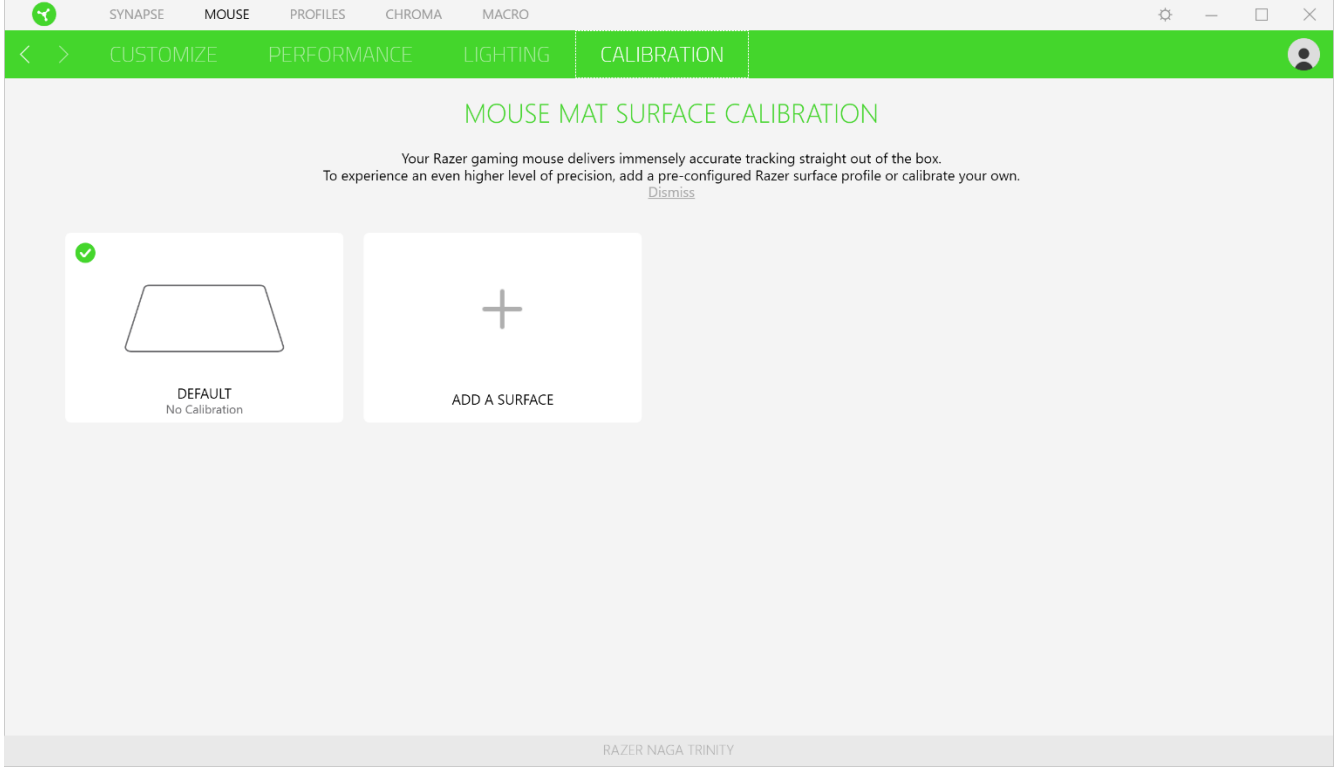 SYNAPSE MOUSE PROFILES CHROMA MACRO
CUSTOMIZE PERFORMANCE LIGHTING CALIBRATION
MOUSE MAT SURFACE CALIBRATION
Your Razer gaming mouse delivers immensely accurate tracking straight out of the box.
To experience an even higher level of precision, add a pre-configured Razer surface profile or calibrate your own.
Dismiss
DEFAULT
No Calibration
ADD A SURFACE
RAZER NAGA TRINITY